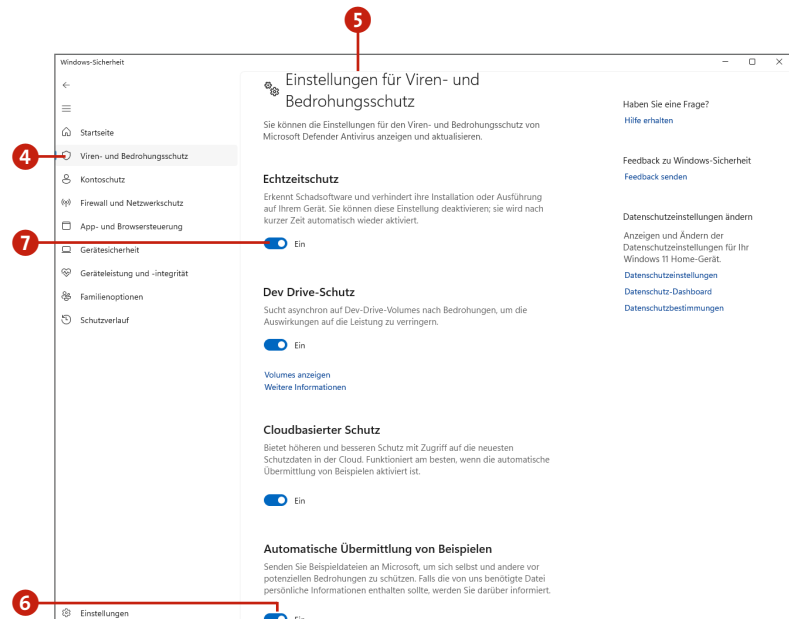 5
Windows-Sicherheit
Startseite
4
Viren- und Bedrohungsschutz
Kontoschutz
Firewall und Netzwerkschutz
App- und Browsersteuerung
7
Gerätesicherheit
Geräteleistung und -integrität
Familienoptionen
Schutzverlauf
6
Einstellungen
Einstellungen für Viren- und
Bedrohungsschutz
Sie können die Einstellungen für den Viren- und Bedrohungsschutz von
Microsoft Defender Antivirus anzeigen und aktualisieren.
Echtzeitschutz
Erkennt Schadsoftware und verhindert ihre Installation oder Ausführung
auf Ihrem Gerät. Sie können diese Einstellung deaktivieren; sie wird nach
kurzer Zeit automatisch wieder aktiviert.
Ein
Dev Drive-Schutz
Sucht asynchron auf Dev-Drive-Volumes nach Bedrohungen, um die
Auswirkungen auf die Leistung zu verringern.
Ein
Volumes anzeigen
Weitere Informationen
Cloudbasierter Schutz
Bietet höheren und besseren Schutz mit Zugriff auf die neuesten
Schutzdaten in der Cloud. Funktioniert am besten, wenn die automatische
Übermittlung von Beispielen aktiviert ist.
Ein
Automatische Übermittlung von Beispielen
Senden Sie Beispieldateien an Microsoft, um sich selbst und andere vor
potenziellen Bedrohungen zu schützen. Falls die von uns benötigte Datei
persönliche Informationen enthalten sollte, werden Sie darüber informiert.
Ein
Haben Sie eine Frage?
Hilfe erhalten
Feedback zu Windows-Sicherheit
Feedback senden
Datenschutzeinstellungen ändern
Anzeigen und Ändern der
Datenschutzeinstellungen für Ihr
Windows 11 Home-Gerät.
Datenschutzeinstellungen
Datenschutz-Dashboard
Datenschutzbestimmungen